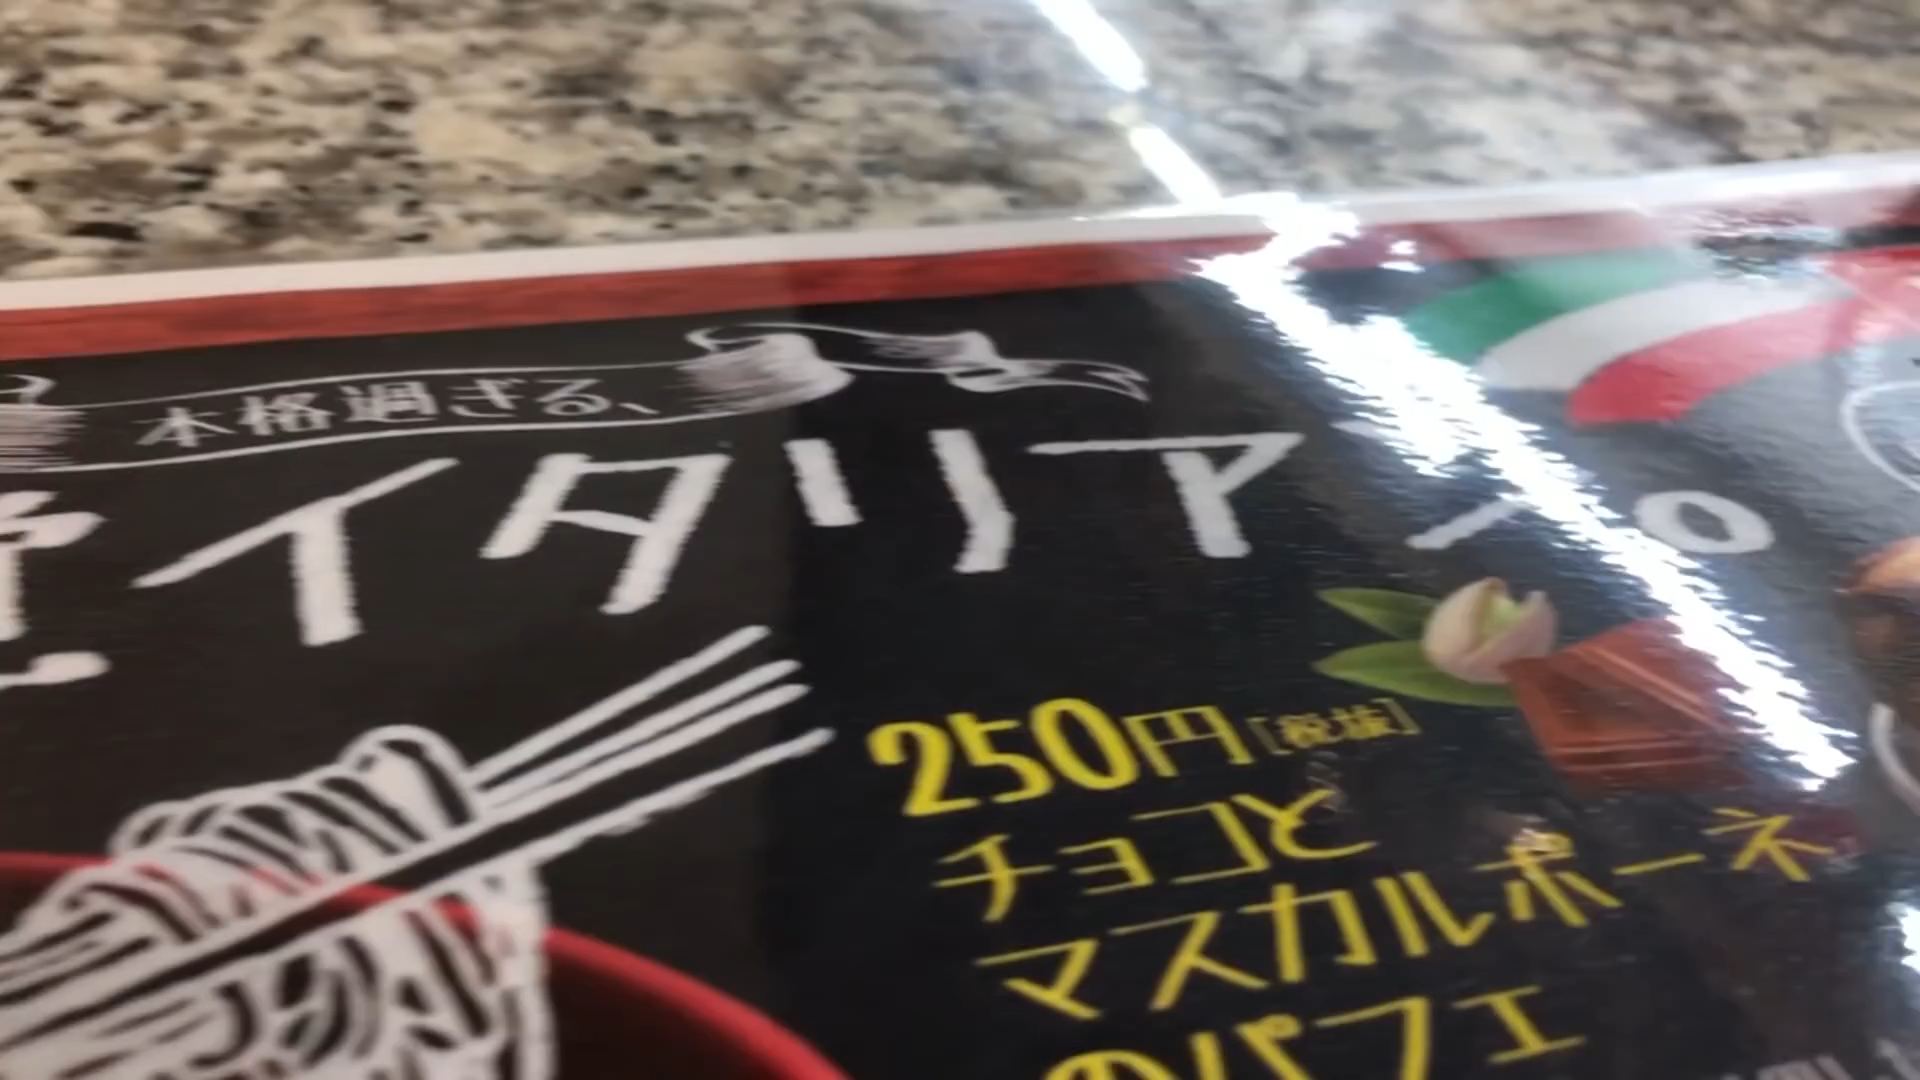 本格過ぎる、
イタリアン。
250円[税抜]
チョコと
マスカルポーネ
のパフェ